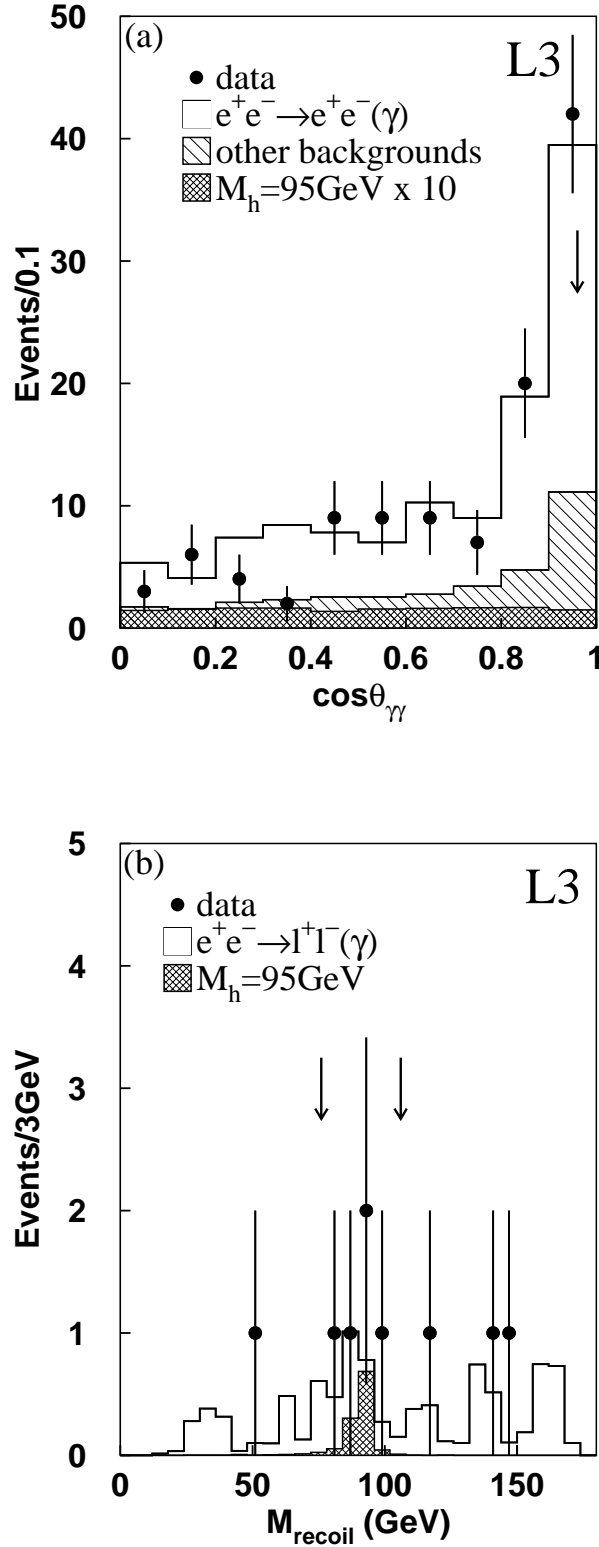 (a)
L3
data
e⁺e⁻→e⁺e⁻(γ)
other backgrounds
M_h=95GeV x 10
Events/0.1
50
40
30
20
10
0
0 0.2 0.4 0.6 0.8 1
cosθ_γγ
(b)
L3
data
e⁺e⁻→l⁺l⁻(γ)
M_h=95GeV
Events/3GeV
5
4
3
2
1
0
0 50 100 150
M_recoil (GeV)